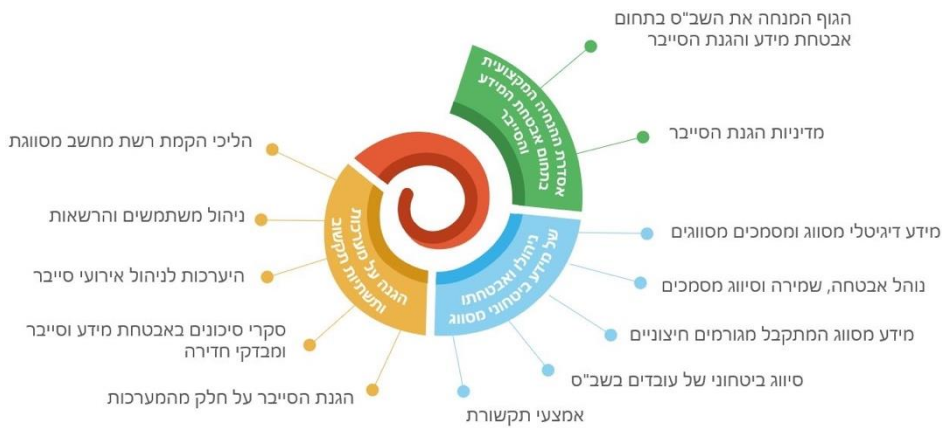 הגוף המנחה את השב"ס בתחום
אבטחת מידע והגנת הסייבר
מדיניות הגנת הסייבר
אסדרת ההנחיה המקצועית
בתחום אבטחת המידע
והסייבר
מידע דיגיטלי מסווג ומסמכים מסווגים
נוהל אבטחה, שמירה וסיווג מסמכים
מידע מסווג המתקבל מגורמים חיצוניים
סיווג ביטחוני של עובדים בשב"ס
אמצעי תקשורת
ניהולו ואבטחתו
של מידע ביטחוני מסווג
הליכי הקמת רשת מחשב מסווגת
ניהול משתמשים והרשאות
היערכות לניהול אירועי סייבר
סקרי סיכונים באבטחת מידע וסייבר
ומבדקי חדירה
הגנת הסייבר על חלק מהמערכות
הגנה על מערכות
ותשתיות תקשוב